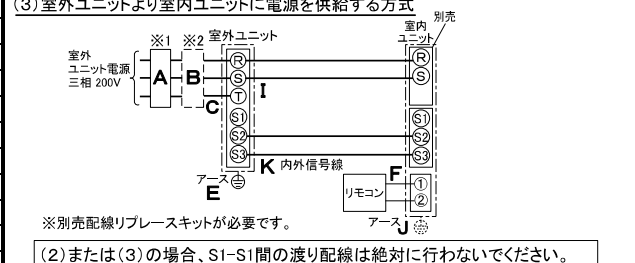 (3)室外ユニットより室内ユニットに電源を供給する方式
※1 ※2 室外ユニット
室内
ユニット
別売
室外
ユニット電源
三相 200V
A
B
C
R
S
T
S1
S2
S3
I
R
S
S1
S2
S3
K 内外信号線
アース
E
F
リモコン
①
②
アース J
※別売配線リプレースキットが必要です。
(2)または(3)の場合、S1-S1間の渡り配線は絶対に行わないでください。